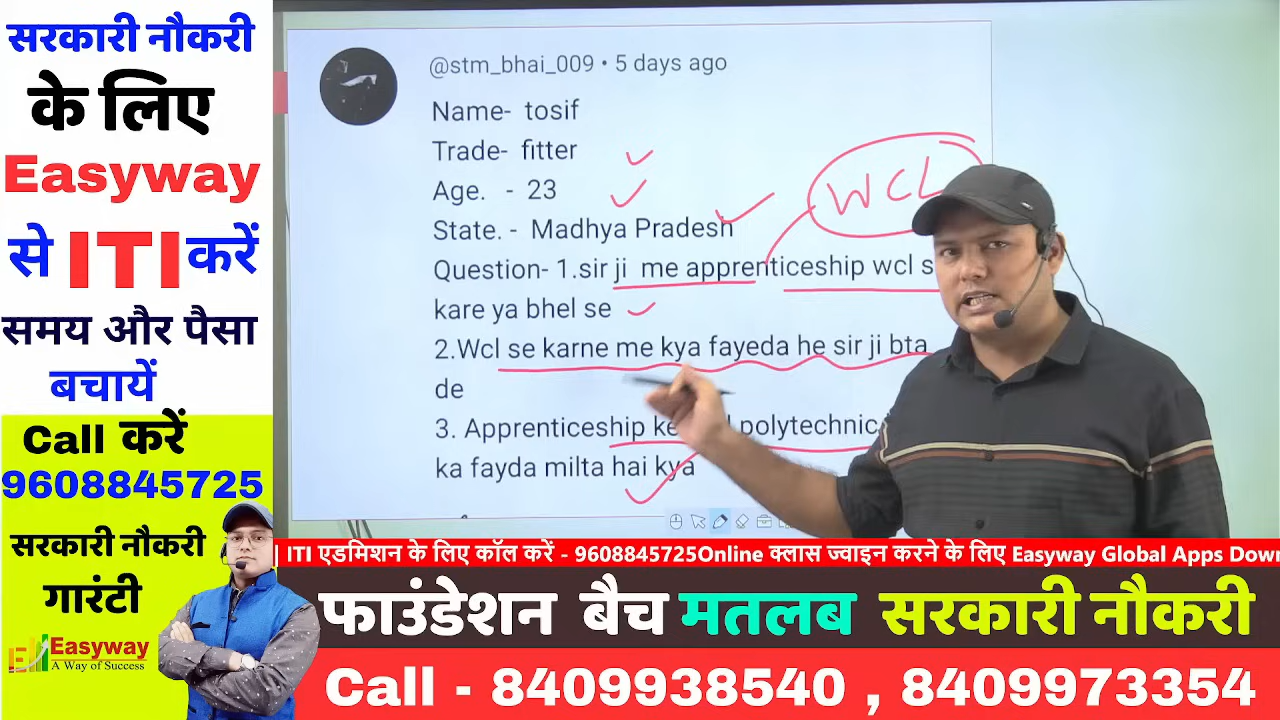 सरकारी नौकरी
के लिए
Easyway
से ITI करें
समय और पैसा
बचायें
Call करें
9608845725
सरकारी नौकरी
गारंटी
Easyway
A Way of Success
@stm_bhai_009 • 5 days ago
Name- tosif
Trade- fitter
Age. - 23
State. - Madhya Pradesh
WCL
Question- 1.sir ji me apprenticeship wcl s
kare ya bhel se
2.Wcl se karne me kya fayeda he sir ji bta
de
3. Apprenticeship ke polytechnic
ka fayda milta hai kya
ITI एडमिशन के लिए कॉल करें - 9608845725Online क्लास ज्वाइन करने के लिए Easyway Global Apps Down
फाउंडेशन बैच मतलब सरकारी नौकरी
Call - 8409938540 , 8409973354